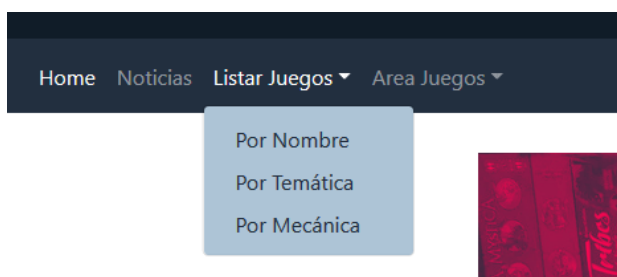 Home Noticias Listar Juegos Area Juegos
Por Nombre
Por Temática
Por Mecánica